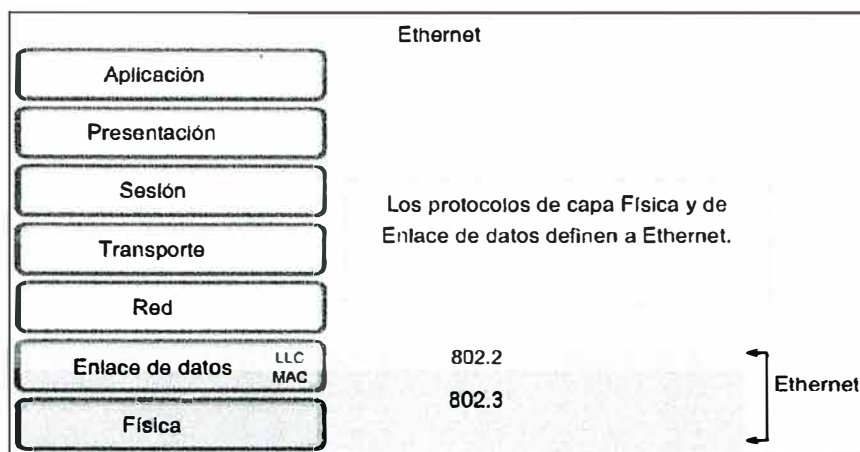 Ethernet
Aplicación
Presentación
Sesión
Los protocolos de capa Física y de
Enlace de datos definen a Ethernet.
Transporte
Red
Enlace de datos
LLC
MAC
802.2
802.3
Ethernet
Física